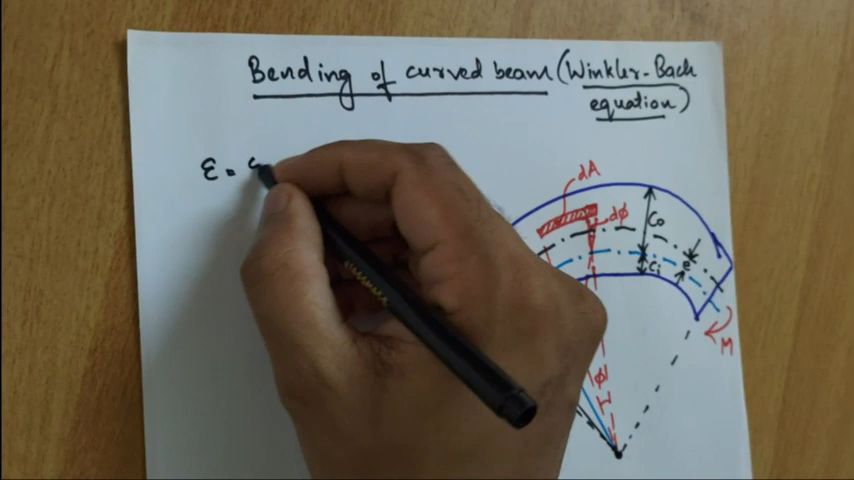 Bending of curved beam (Winkler-Bach
equation)
ε =
dA
dφ
Co
Ci
e
M
φ